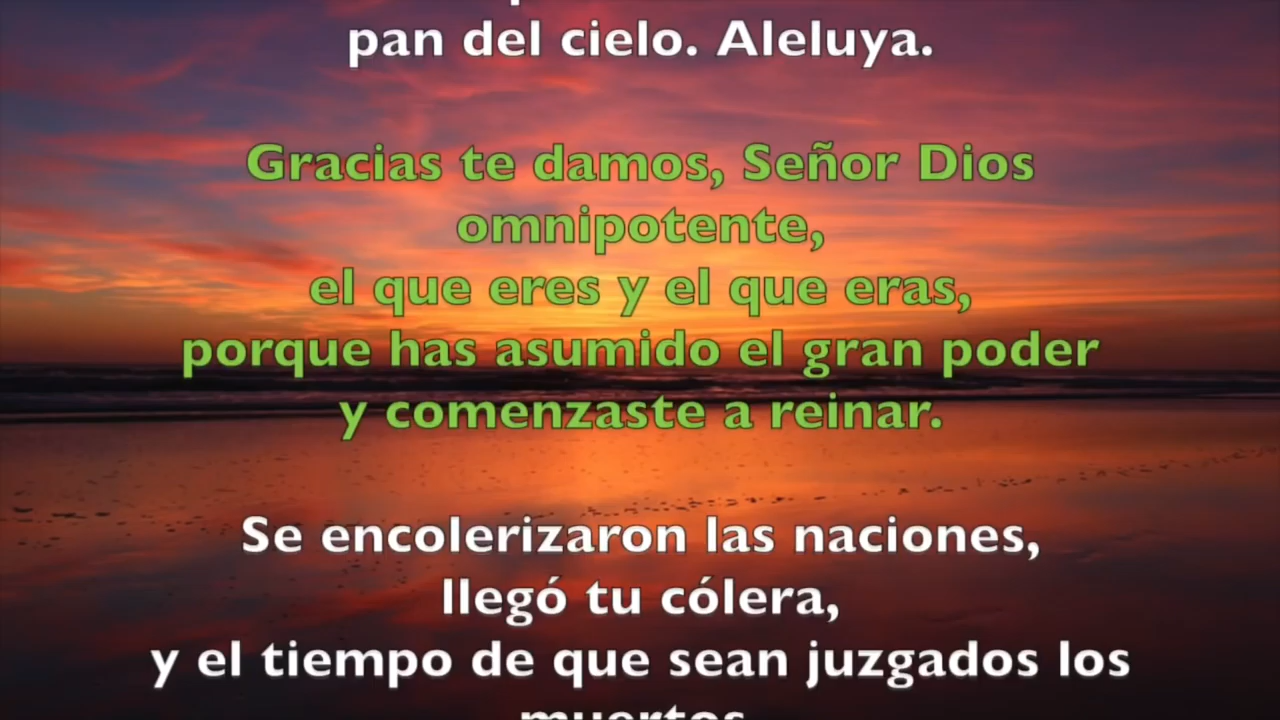 pan del cielo. Aleluya.
Gracias te damos, Señor Dios
omnipotente,
el que eres y el que eras,
porque has asumido el gran poder
y comenzaste a reinar.
Se encolerizaron las naciones,
llegó tu cólera,
y el tiempo de que sean juzgados los
muertos